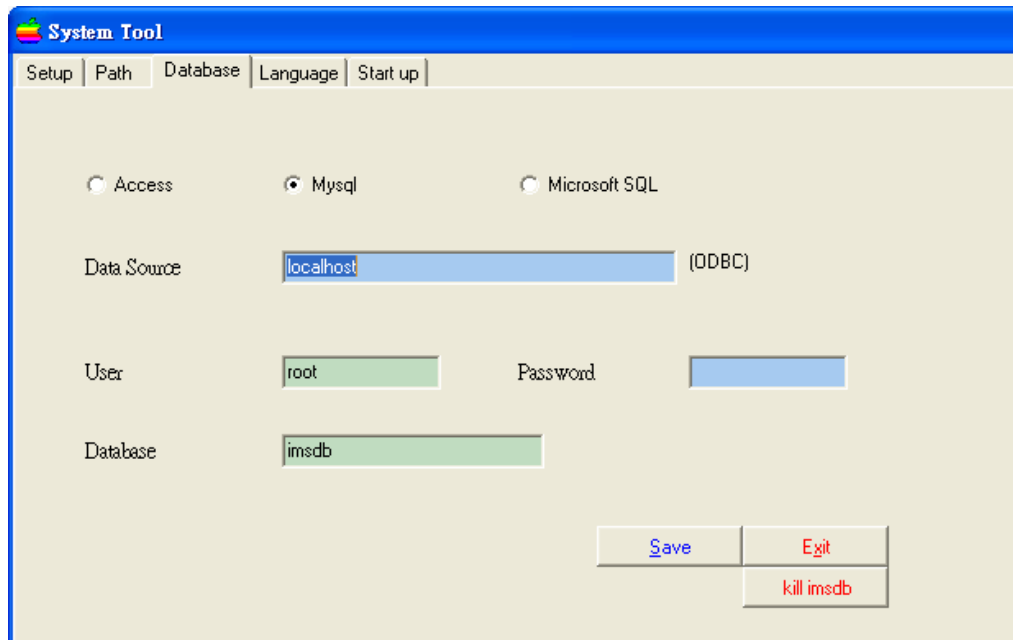 System Tool
Setup Path Database Language Start up
Access Mysql Microsoft SQL
Data Source localhost (ODBC)
User root Password
Database imsdb
Save Exit
kill imsdb